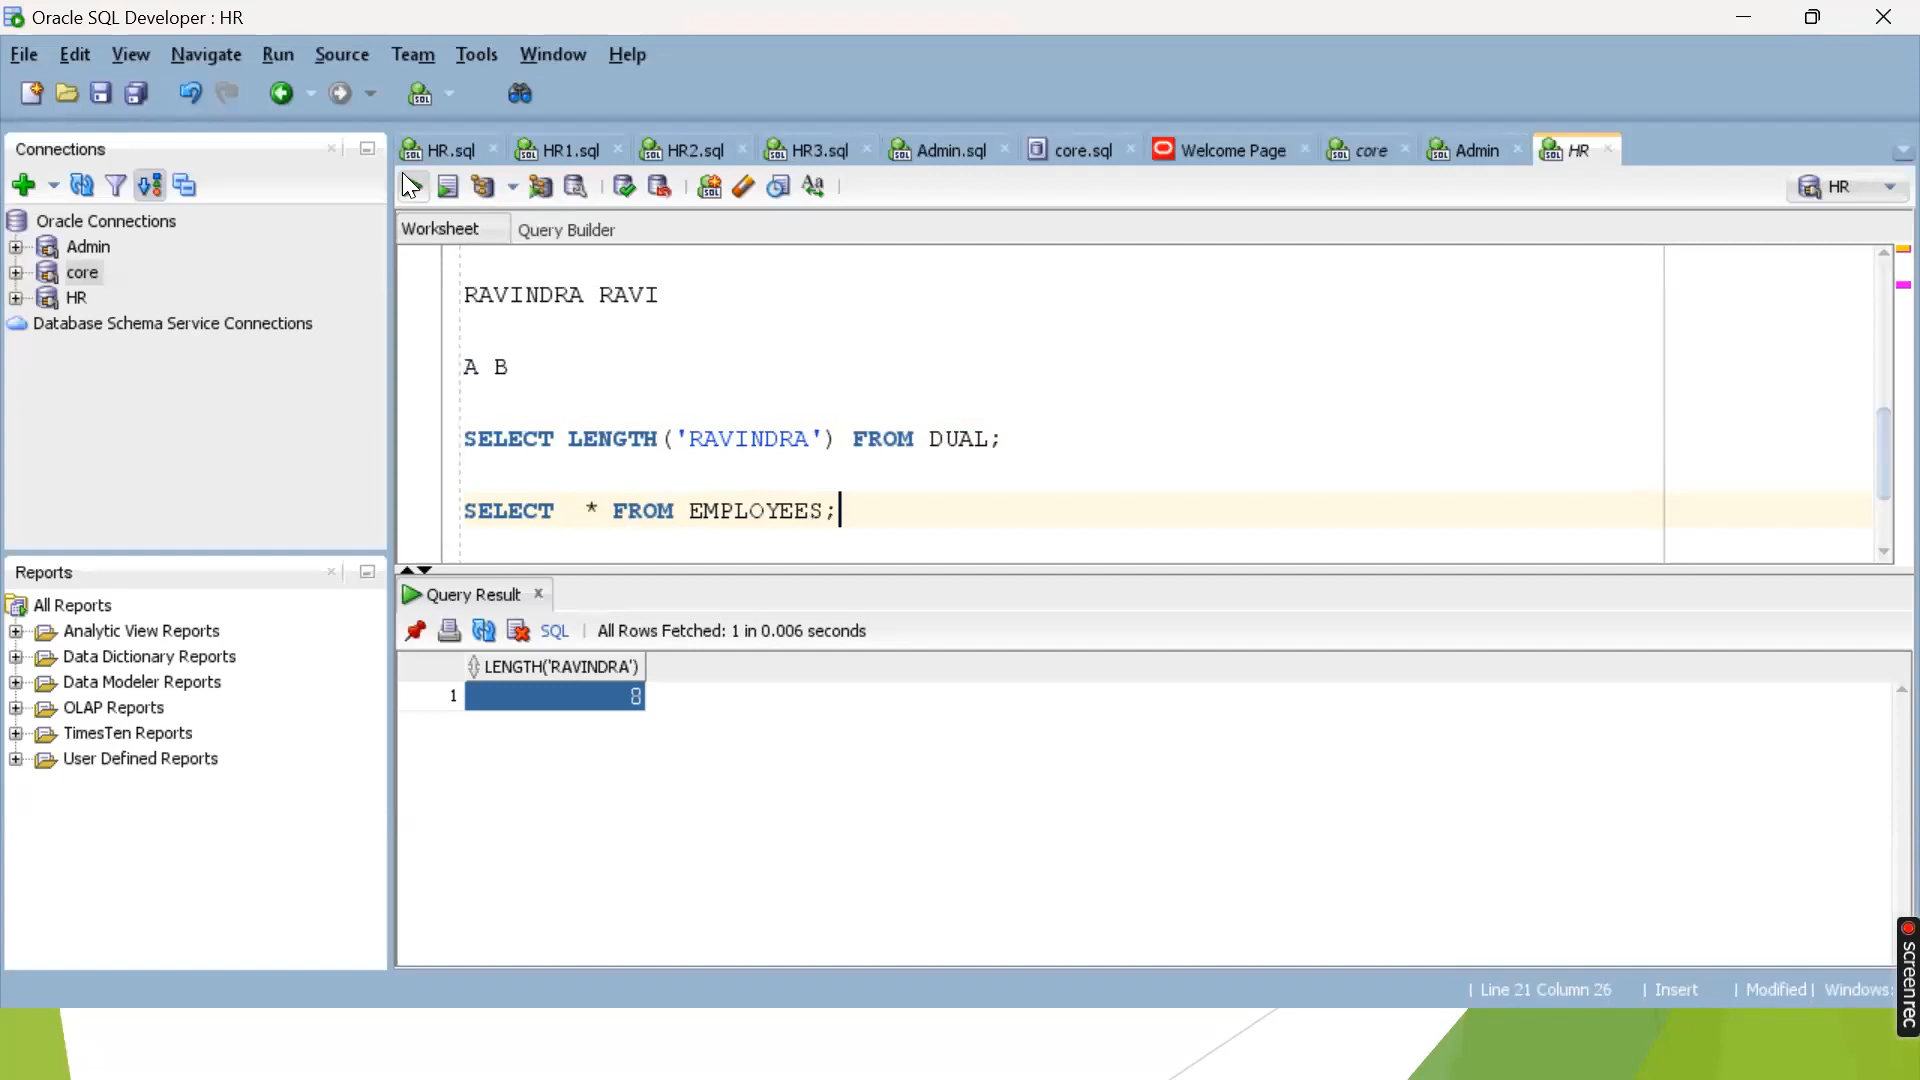 Oracle SQL Developer : HR
File Edit View Navigate Run Source Team Tools Window Help
Connections
Oracle Connections
Admin
core
HR
Database Schema Service Connections
Reports
All Reports
Analytic View Reports
Data Dictionary Reports
Data Modeler Reports
OLAP Reports
TimesTen Reports
User Defined Reports
HR.sql HR1.sql HR2.sql HR3.sql Admin.sql core.sql Welcome Page core Admin HR
HR
Worksheet Query Builder
RAVINDRA RAVI
A B
SELECT LENGTH('RAVINDRA') FROM DUAL;
SELECT  * FROM EMPLOYEES;
Query Result
SQL | All Rows Fetched: 1 in 0.006 seconds
LENGTH('RAVINDRA')
1 8
| Line 21 Column 26 | Insert | Modified | Windows:
screenrec